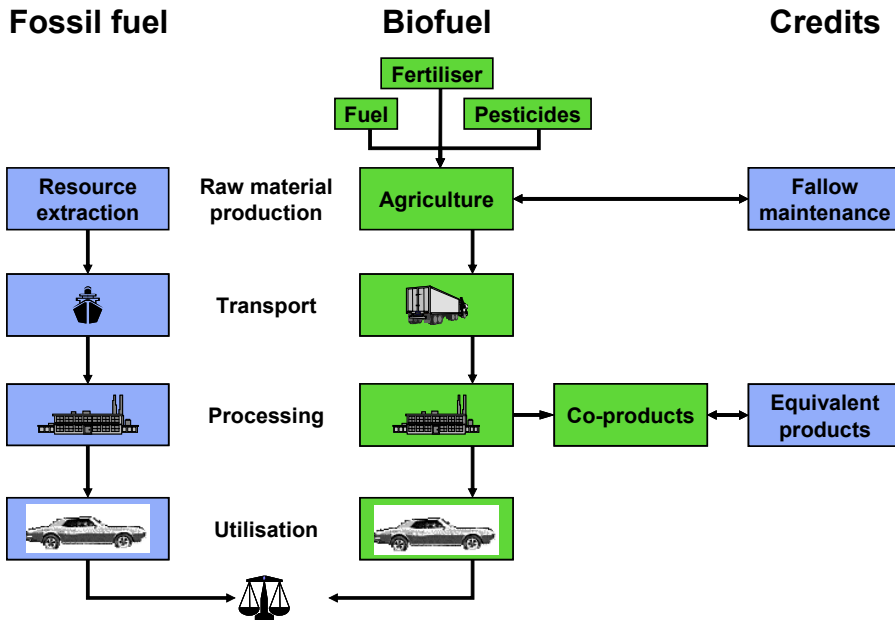 Fossil fuel
Biofuel
Credits
Fertiliser
Fuel
Pesticides
Resource
extraction
Raw material
production
Agriculture
Fallow
maintenance
Transport
Processing
Co-products
Equivalent
products
Utilisation